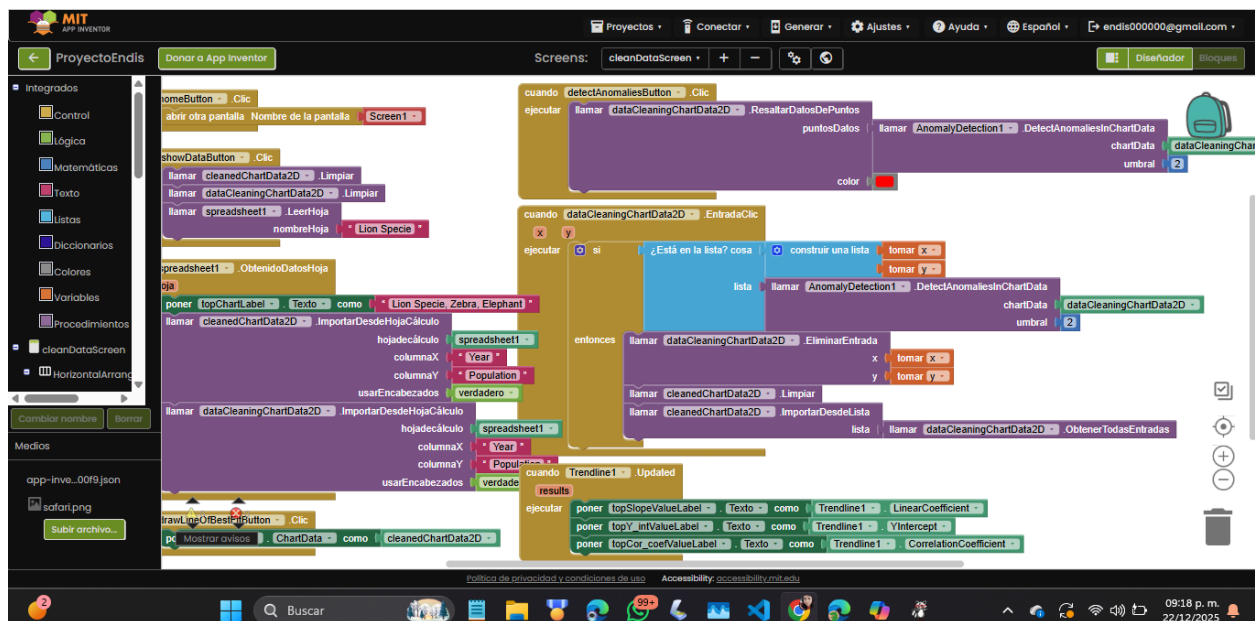 MIT
APP INVENTOR
Proyectos
Conectar
Generar
Ajustes
Ayuda
Español
endis000000@gmail.com
ProyectoEndis
Donar a App Inventor
Screens:
cleanDataScreen
+
−
Diseñador
Bloques
Integrados
Control
Lógica
Matemáticas
Texto
Listas
Diccionarios
Colores
Variables
Procedimientos
cleanDataScreen
HorizontalArrang
Cambiar nombre
Borrar
Medios
app-inve...00f9.json
safari.png
Subir archivo...
homeButton .Clic
abrir otra pantalla Nombre de la pantalla " Screen1 "
showDataButton .Clic
llamar cleanedChartData2D .Limpiar
llamar dataCleaningChartData2D .Limpiar
llamar spreadsheet1 .LeerHoja
nombreHoja " Lion Specie "
spreadsheet1 .ObtenidoDatosHoja
oja
poner topChartLabel . Texto como " Lion Specie, Zebra, Elephant "
llamar cleanedChartData2D .ImportarDesdeHojaCálculo
hojadecálculo spreadsheet1
columnaX " Year "
columnaY " Population "
usarEncabezados verdadero
llamar dataCleaningChartData2D .ImportarDesdeHojaCálculo
hojadecálculo spreadsheet1
columnaX " Year "
columnaY " Population "
usarEncabezados verdade
drawLineOfBestFitButton .Clic
po Mostrar avisos . ChartData como cleanedChartData2D
cuando detectAnomaliesButton .Clic
ejecutar llamar dataCleaningChartData2D .ResaltarDatosDePuntos
puntosDatos llamar AnomalyDetection1 .DetectAnomaliesInChartData
chartData dataCleaningChar
umbral 2
color
cuando dataCleaningChartData2D .EntradaClic
x y
ejecutar si ¿Está en la lista? cosa construir una lista tomar x
tomar y
lista llamar AnomalyDetection1 .DetectAnomaliesInChartData
chartData dataCleaningChartData2D
umbral 2
entonces llamar dataCleaningChartData2D .EliminarEntrada
x tomar x
y tomar y
llamar cleanedChartData2D .Limpiar
llamar cleanedChartData2D .ImportarDesdeLista
lista llamar dataCleaningChartData2D .ObtenerTodasEntradas
cuando Trendline1 .Updated
results
ejecutar poner topSlopeValueLabel . Texto como Trendline1 . LinearCoefficient
poner topY_intValueLabel . Texto como Trendline1 . YIntercept
poner topCor_coefValueLabel . Texto como Trendline1 . CorrelationCoefficient
Política de privacidad y condiciones de uso Accessibility: accessibility.mit.edu
2
Buscar
99+
09:18 p. m.
22/12/2025